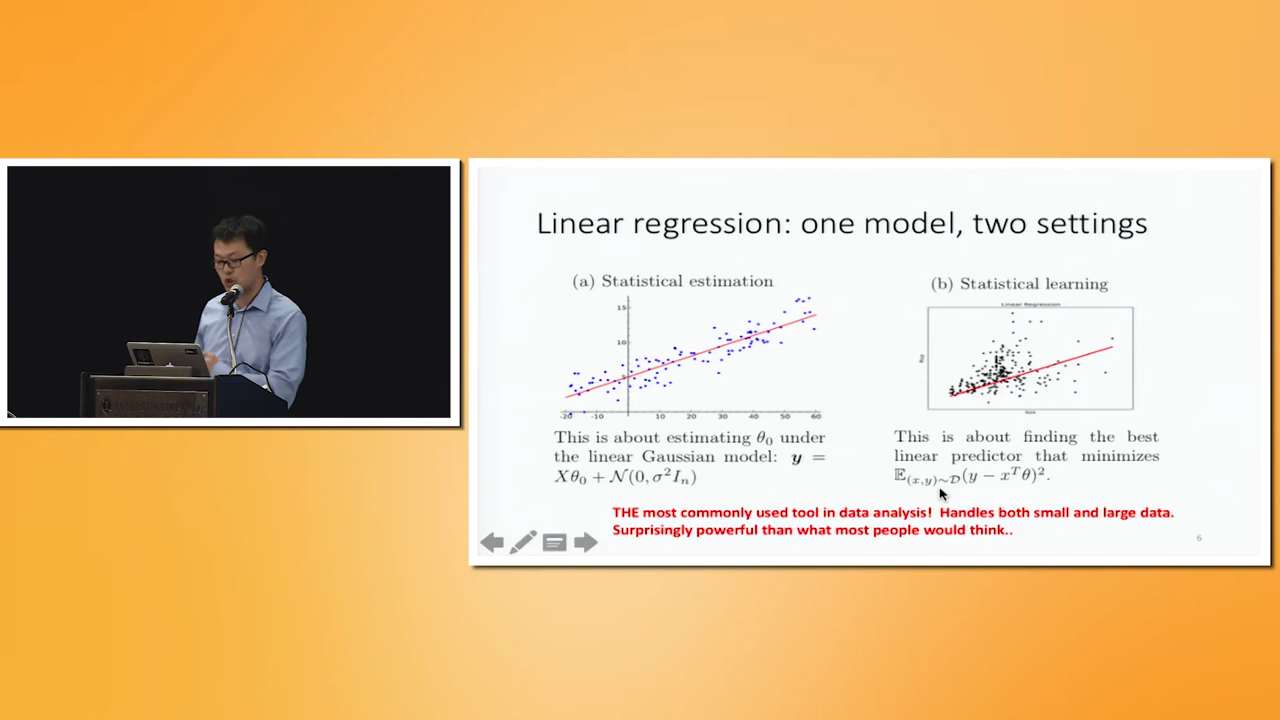 Linear regression: one model, two settings
(a) Statistical estimation
15
10
-20 -10 10 20 30 40 50 60
This is about estimating θ₀ under
the linear Gaussian model: y =
Xθ₀ + 𝒩(0, σ²Iₙ)
(b) Statistical learning
Linear Regression
This is about finding the best
linear predictor that minimizes
𝔼₍ₓ,ᵧ₎∼𝒟(y − xᵀθ)².
THE most commonly used tool in data analysis! Handles both small and large data.
Surprisingly powerful than what most people would think..
6